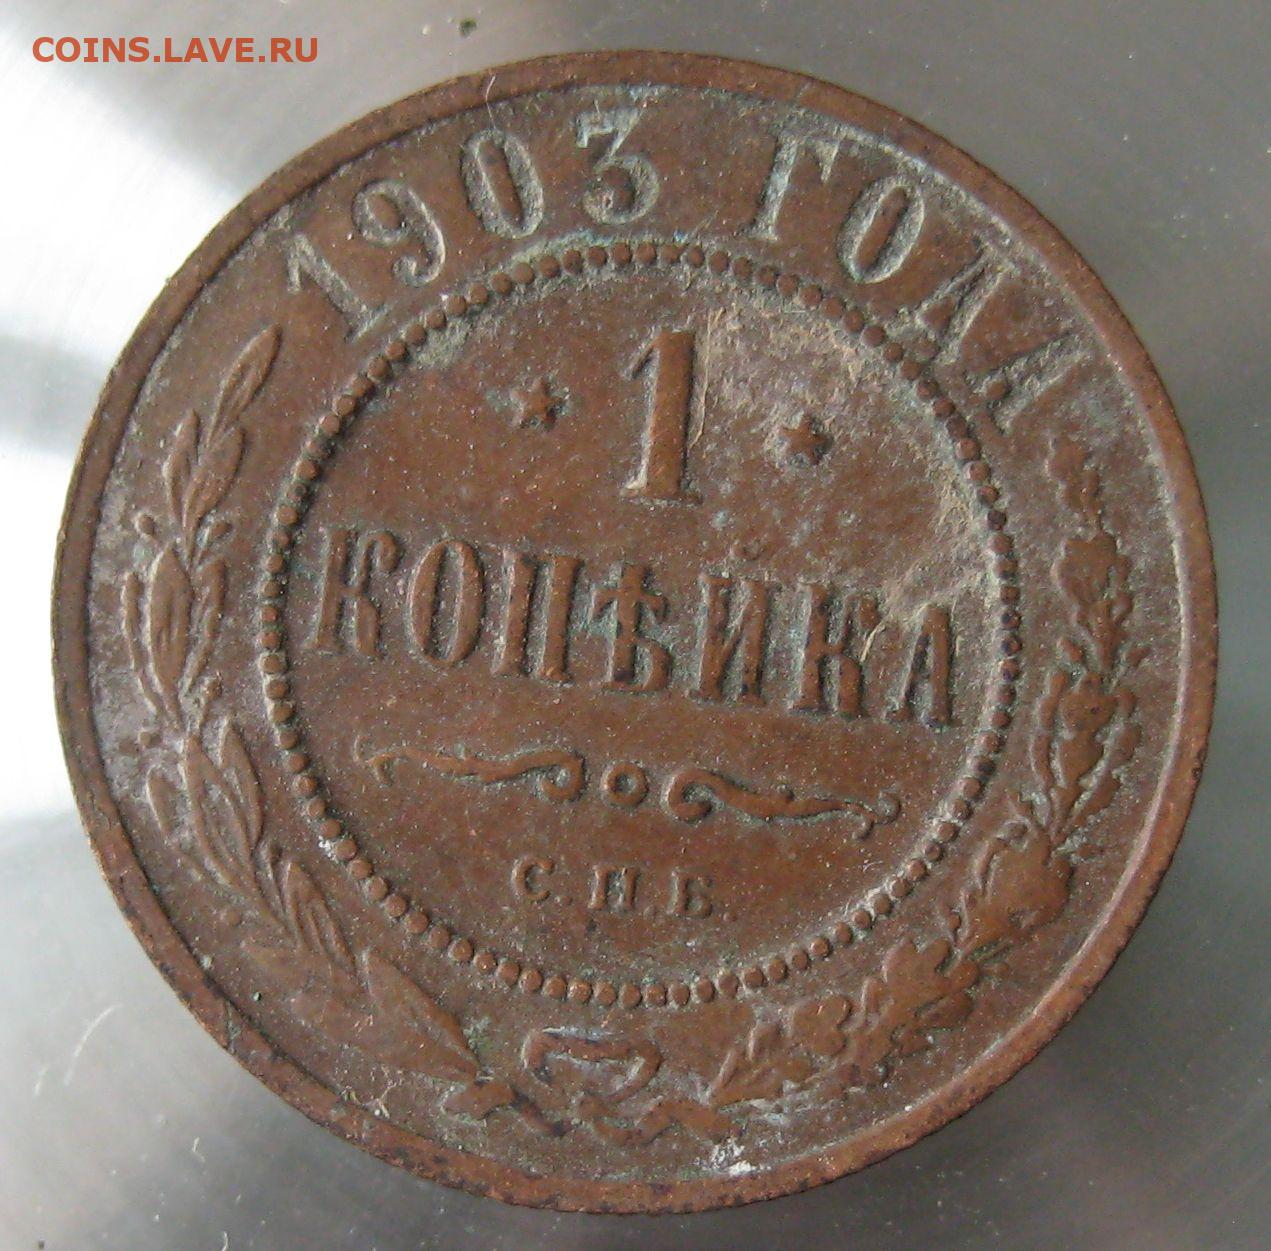 COINS.LAVE.RU
1903 ГОДА
* 1 *
КОПѢЙКА
С.П.Б.